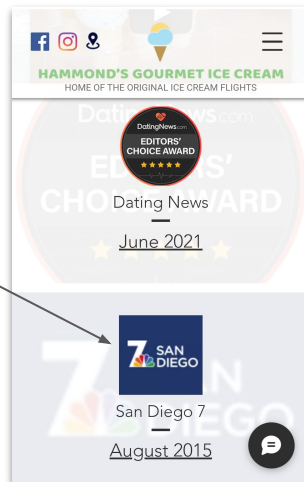 HAMMOND'S GOURMET ICE CREAM
HOME OF THE ORIGINAL ICE CREAM FLIGHTS
DatingNews.com
EDITORS'
CHOICE AWARD
Dating News
June 2021
7 SAN
DIEGO
San Diego 7
August 2015